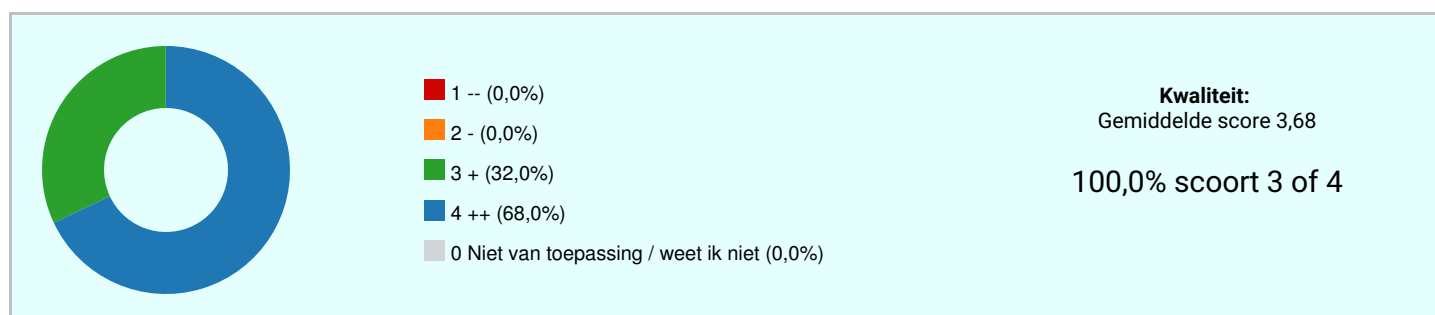 1 -- (0,0%)
2 - (0,0%)
3 + (32,0%)
4 ++ (68,0%)
0 Niet van toepassing / weet ik niet (0,0%)
Kwaliteit:
Gemiddelde score 3,68
100,0% scoort 3 of 4